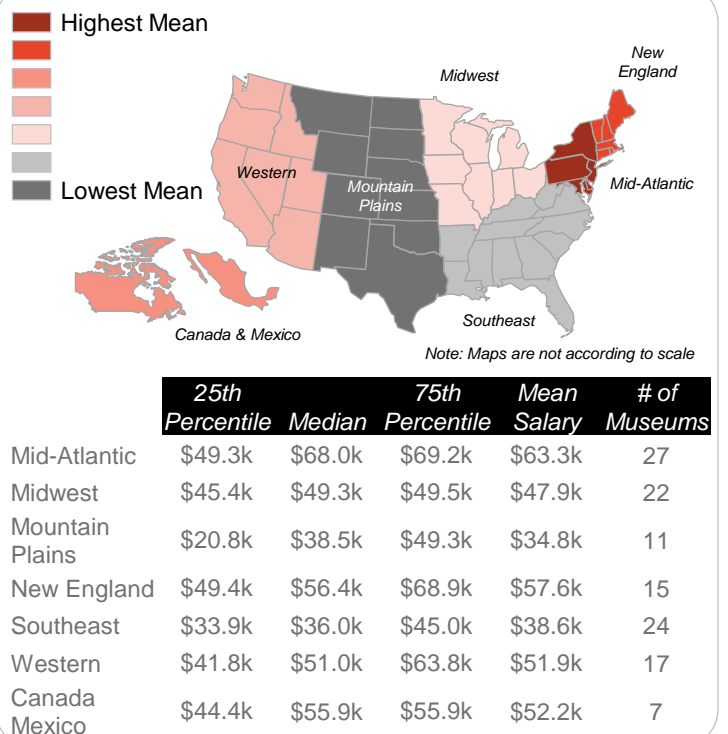 Highest Mean
New
England
Midwest
Western
Mountain
Plains
Mid-Atlantic
Lowest Mean
Southeast
Canada & Mexico
Note: Maps are not according to scale
25th Percentile Median 75th Percentile Mean Salary # of Museums
Mid-Atlantic $49.3k $68.0k $69.2k $63.3k 27
Midwest $45.4k $49.3k $49.5k $47.9k 22
Mountain Plains $20.8k $38.5k $49.3k $34.8k 11
New England $49.4k $56.4k $68.9k $57.6k 15
Southeast $33.9k $36.0k $45.0k $38.6k 24
Western $41.8k $51.0k $63.8k $51.9k 17
Canada Mexico $44.4k $55.9k $55.9k $52.2k 7